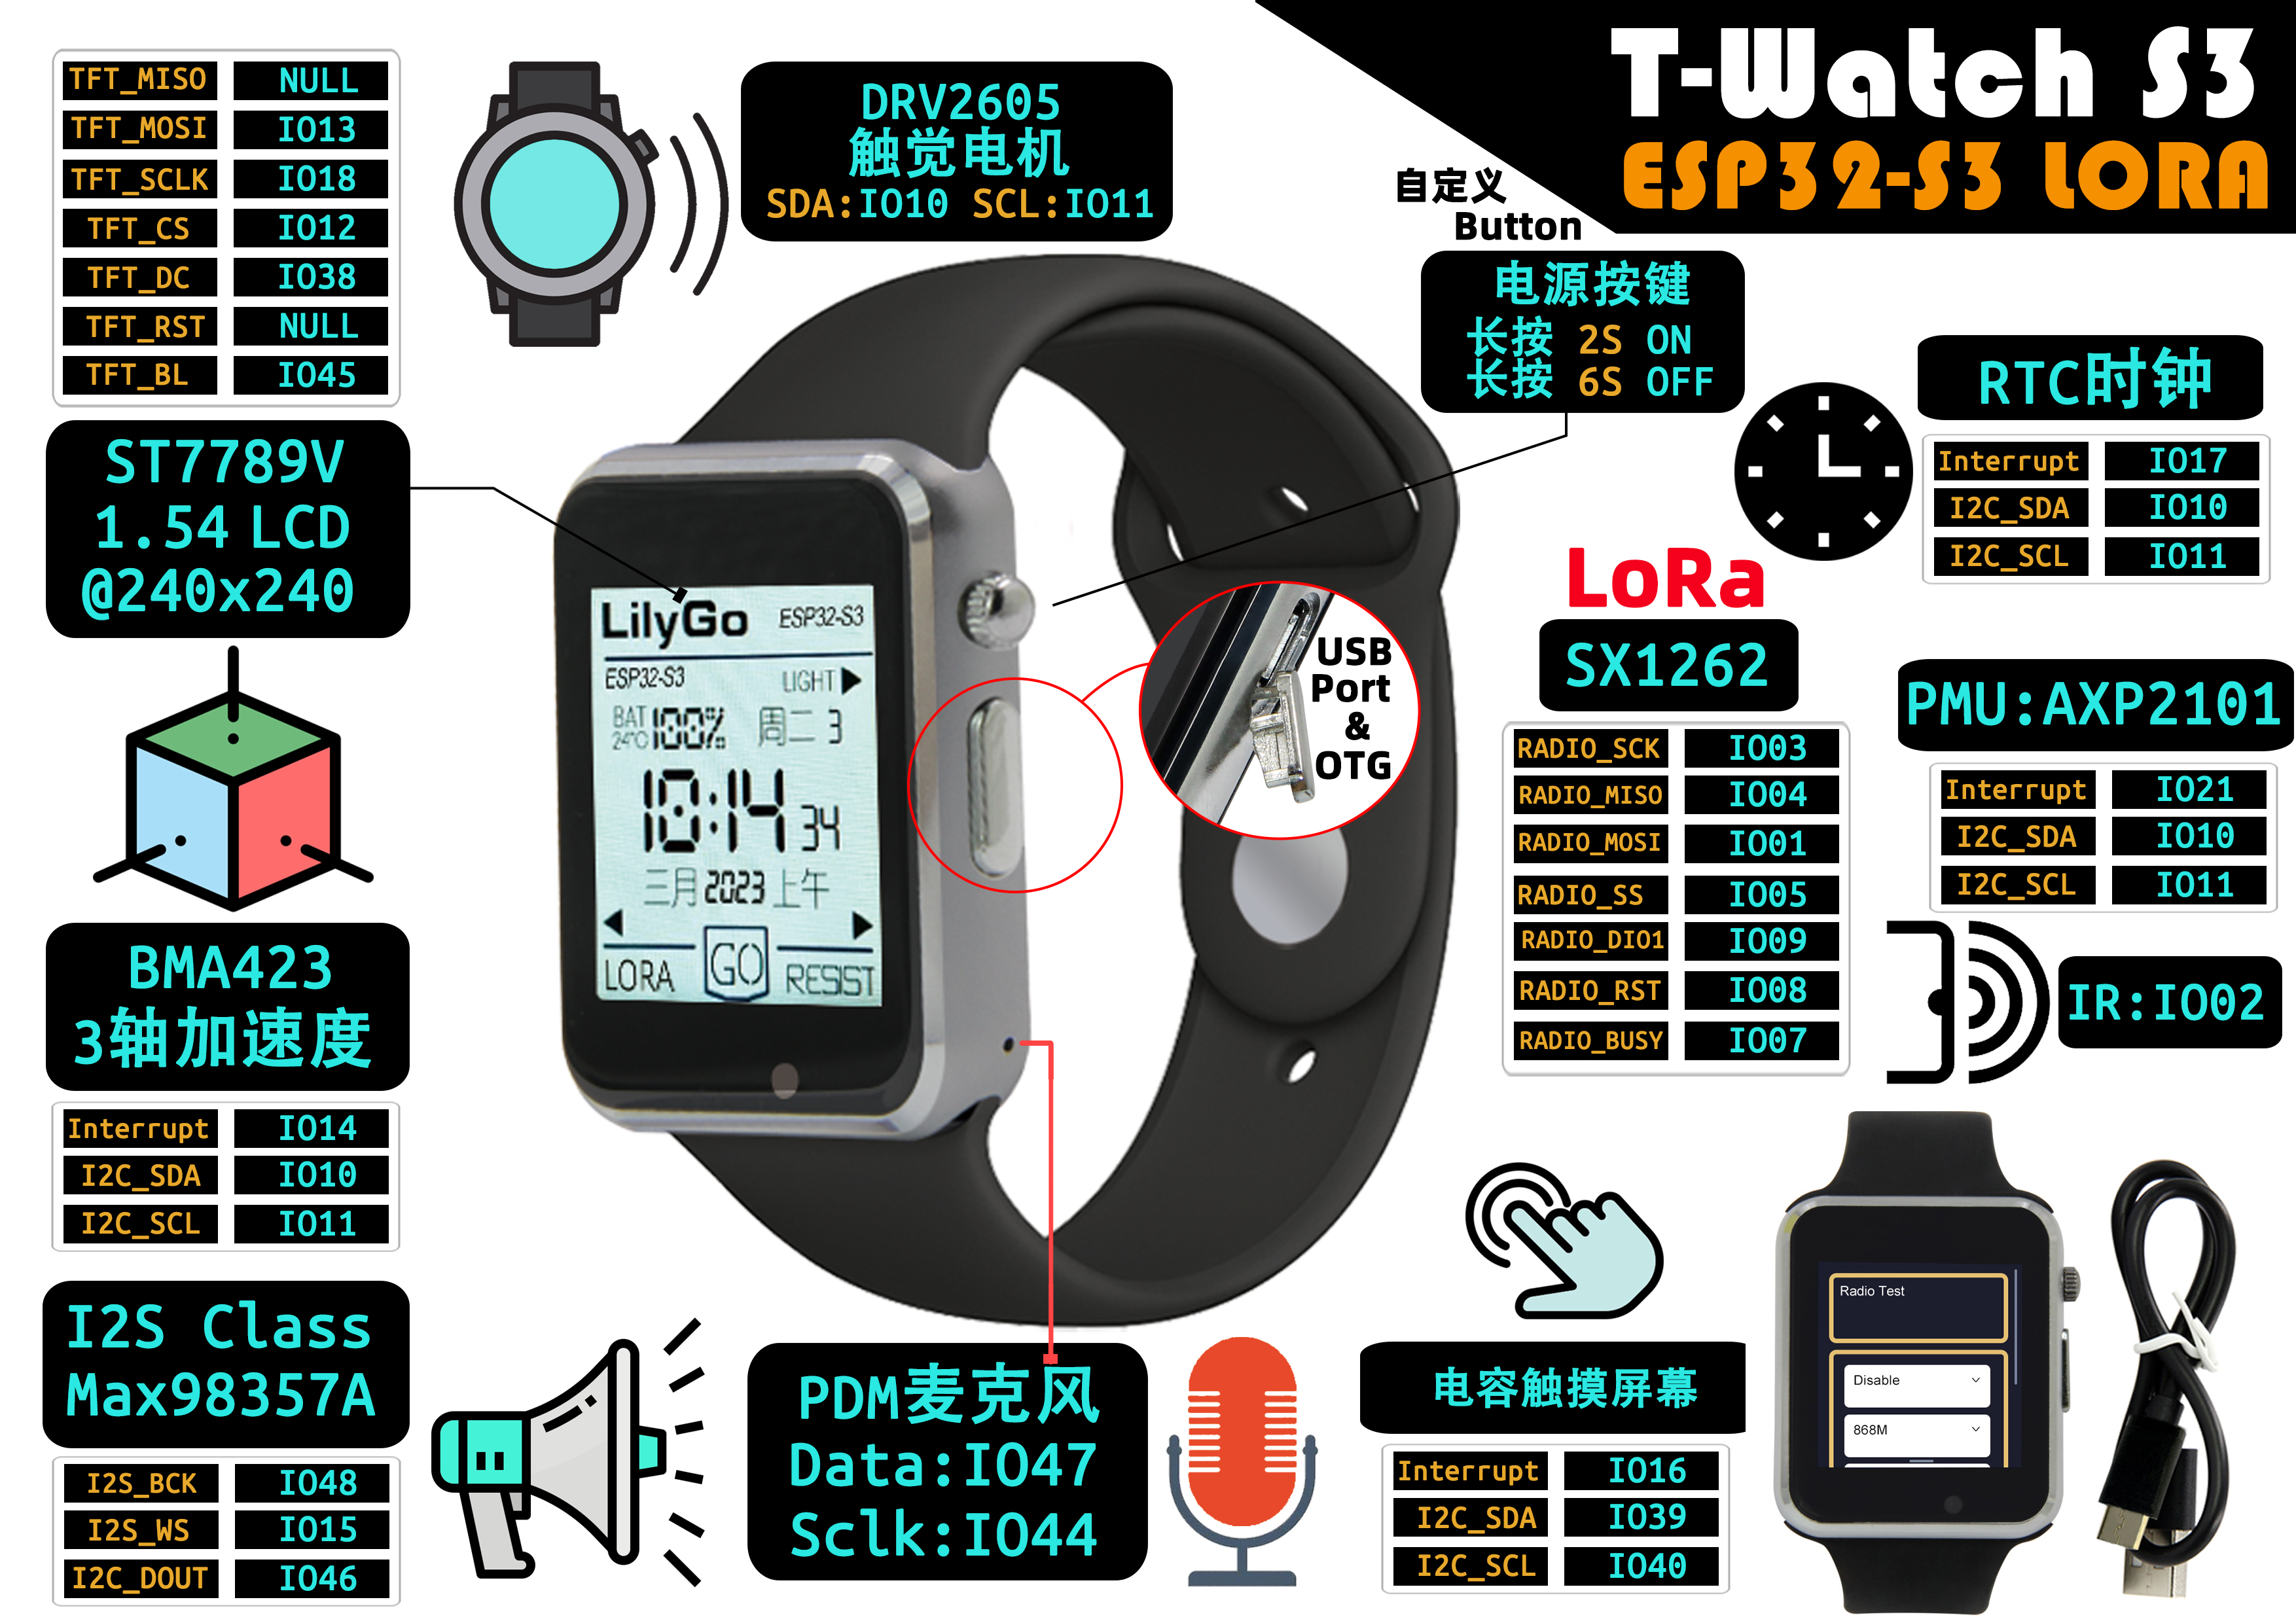 T-Watch S3
ESP32-S3 LORA
TFT_MISO NULL
TFT_MOSI IO13
TFT_SCLK IO18
TFT_CS IO12
TFT_DC IO38
TFT_RST NULL
TFT_BL IO45
DRV2605
触觉电机
SDA:IO10 SCL:IO11
自定义
Button
电源按键
长按 2S ON
长按 6S OFF
RTC时钟
Interrupt IO17
I2C_SDA IO10
I2C_SCL IO11
ST7789V
1.54 LCD
@240x240
LilyGo ESP32-S3
ESP32-S3 LIGHT
BAT 100% 周二 3
24°C
10:14 34
三月 2023 上午
LORA GO RESIST
USB
Port
&
OTG
LoRa
SX1262
RADIO_SCK IO03
RADIO_MISO IO04
RADIO_MOSI IO01
RADIO_SS IO05
RADIO_DIO1 IO09
RADIO_RST IO08
RADIO_BUSY IO07
PMU:AXP2101
Interrupt IO21
I2C_SDA IO10
I2C_SCL IO11
IR:IO02
BMA423
3轴加速度
Interrupt IO14
I2C_SDA IO10
I2C_SCL IO11
I2S Class
Max98357A
I2S_BCK IO48
I2S_WS IO15
I2C_DOUT IO46
PDM麦克风
Data:IO47
Sclk:IO44
电容触摸屏幕
Interrupt IO16
I2C_SDA IO39
I2C_SCL IO40
Radio Test
Disable
868M